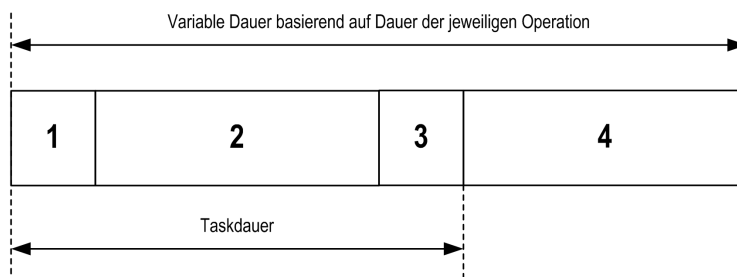 Variable Dauer basierend auf Dauer der jeweiligen Operation
1 2 3 4
Taskdauer